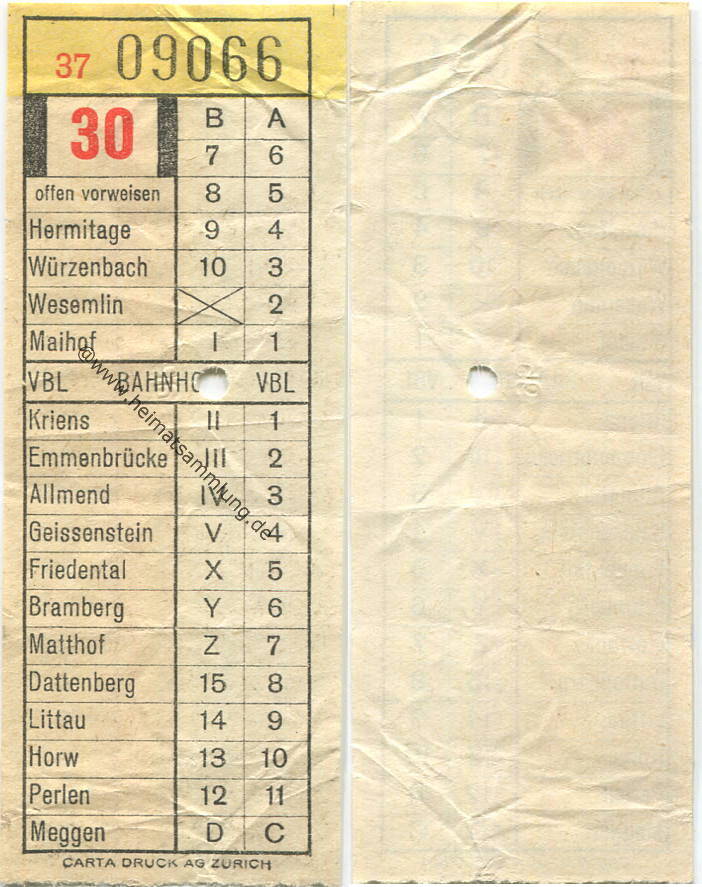 37 09066
30 B A
7 6
offen vorweisen 8 5
Hermitage 9 4
Würzenbach 10 3
Wesemlin 2
Maihof I 1
VBL BAHNHO VBL
Kriens II 1
Emmenbrücke III 2
Allmend IV 3
Geissenstein V 4
Friedental X 5
Bramberg Y 6
Matthof Z 7
Dattenberg 15 8
Littau 14 9
Horw 13 10
Perlen 12 11
Meggen D C
CARTA DRUCK AG ZÜRICH
@www.heimatsammlung.de